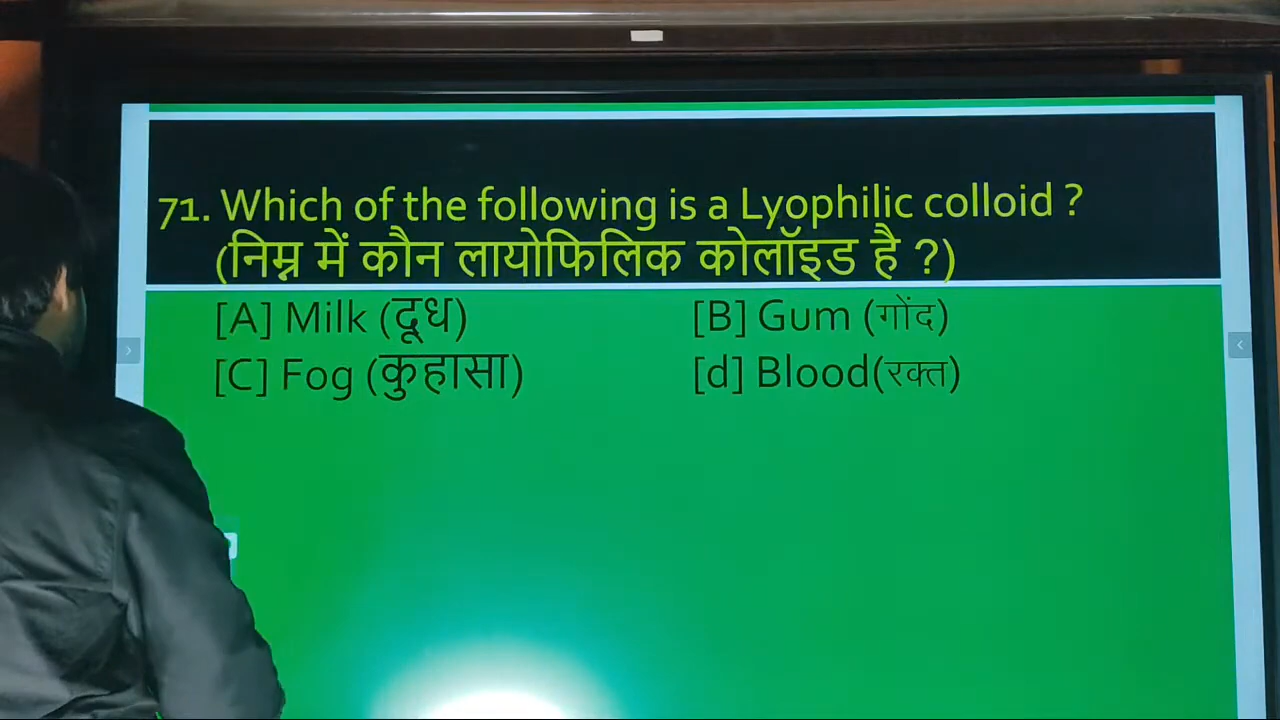 71. Which of the following is a Lyophilic colloid ?
(निम्न में कौन लायोफिलिक कोलॉइड है ?)
[A] Milk (दूध) [B] Gum (गोंद)
[C] Fog (कुहासा) [d] Blood(रक्त)